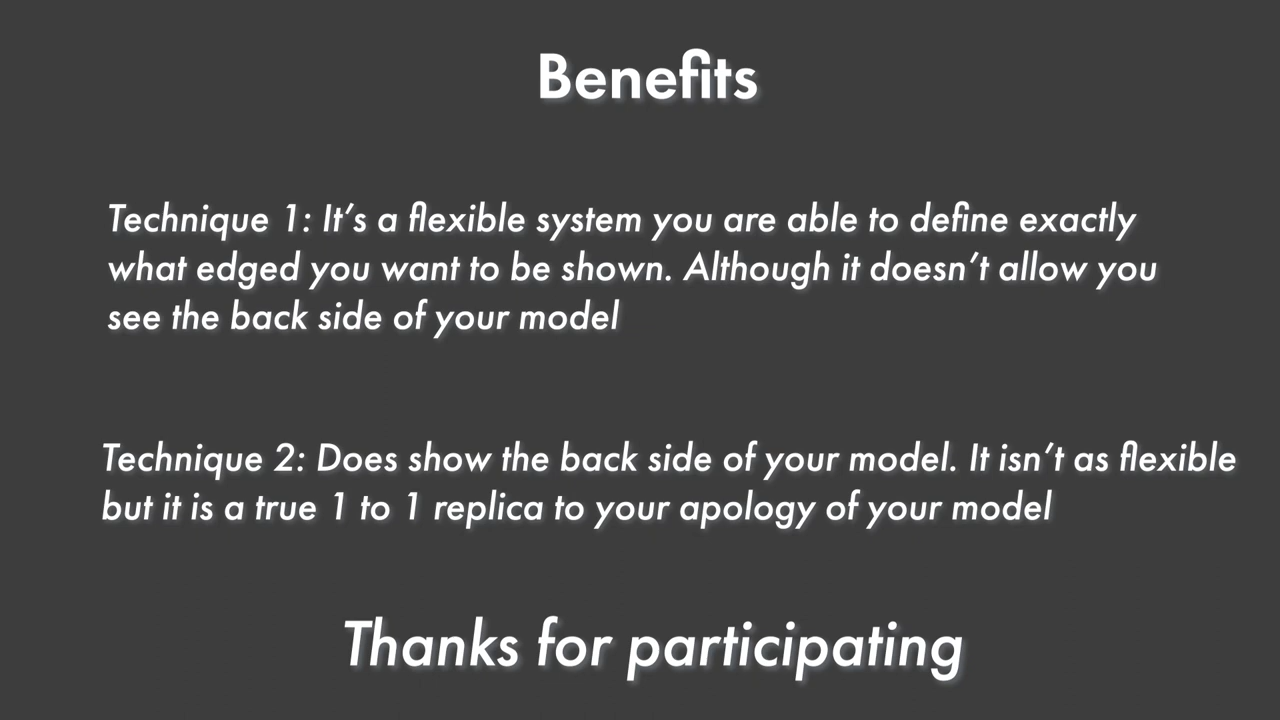 Benefits
Technique 1: It’s a flexible system you are able to define exactly
what edged you want to be shown. Although it doesn’t allow you
see the back side of your model
Technique 2: Does show the back side of your model. It isn’t as flexible
but it is a true 1 to 1 replica to your apology of your model
Thanks for participating